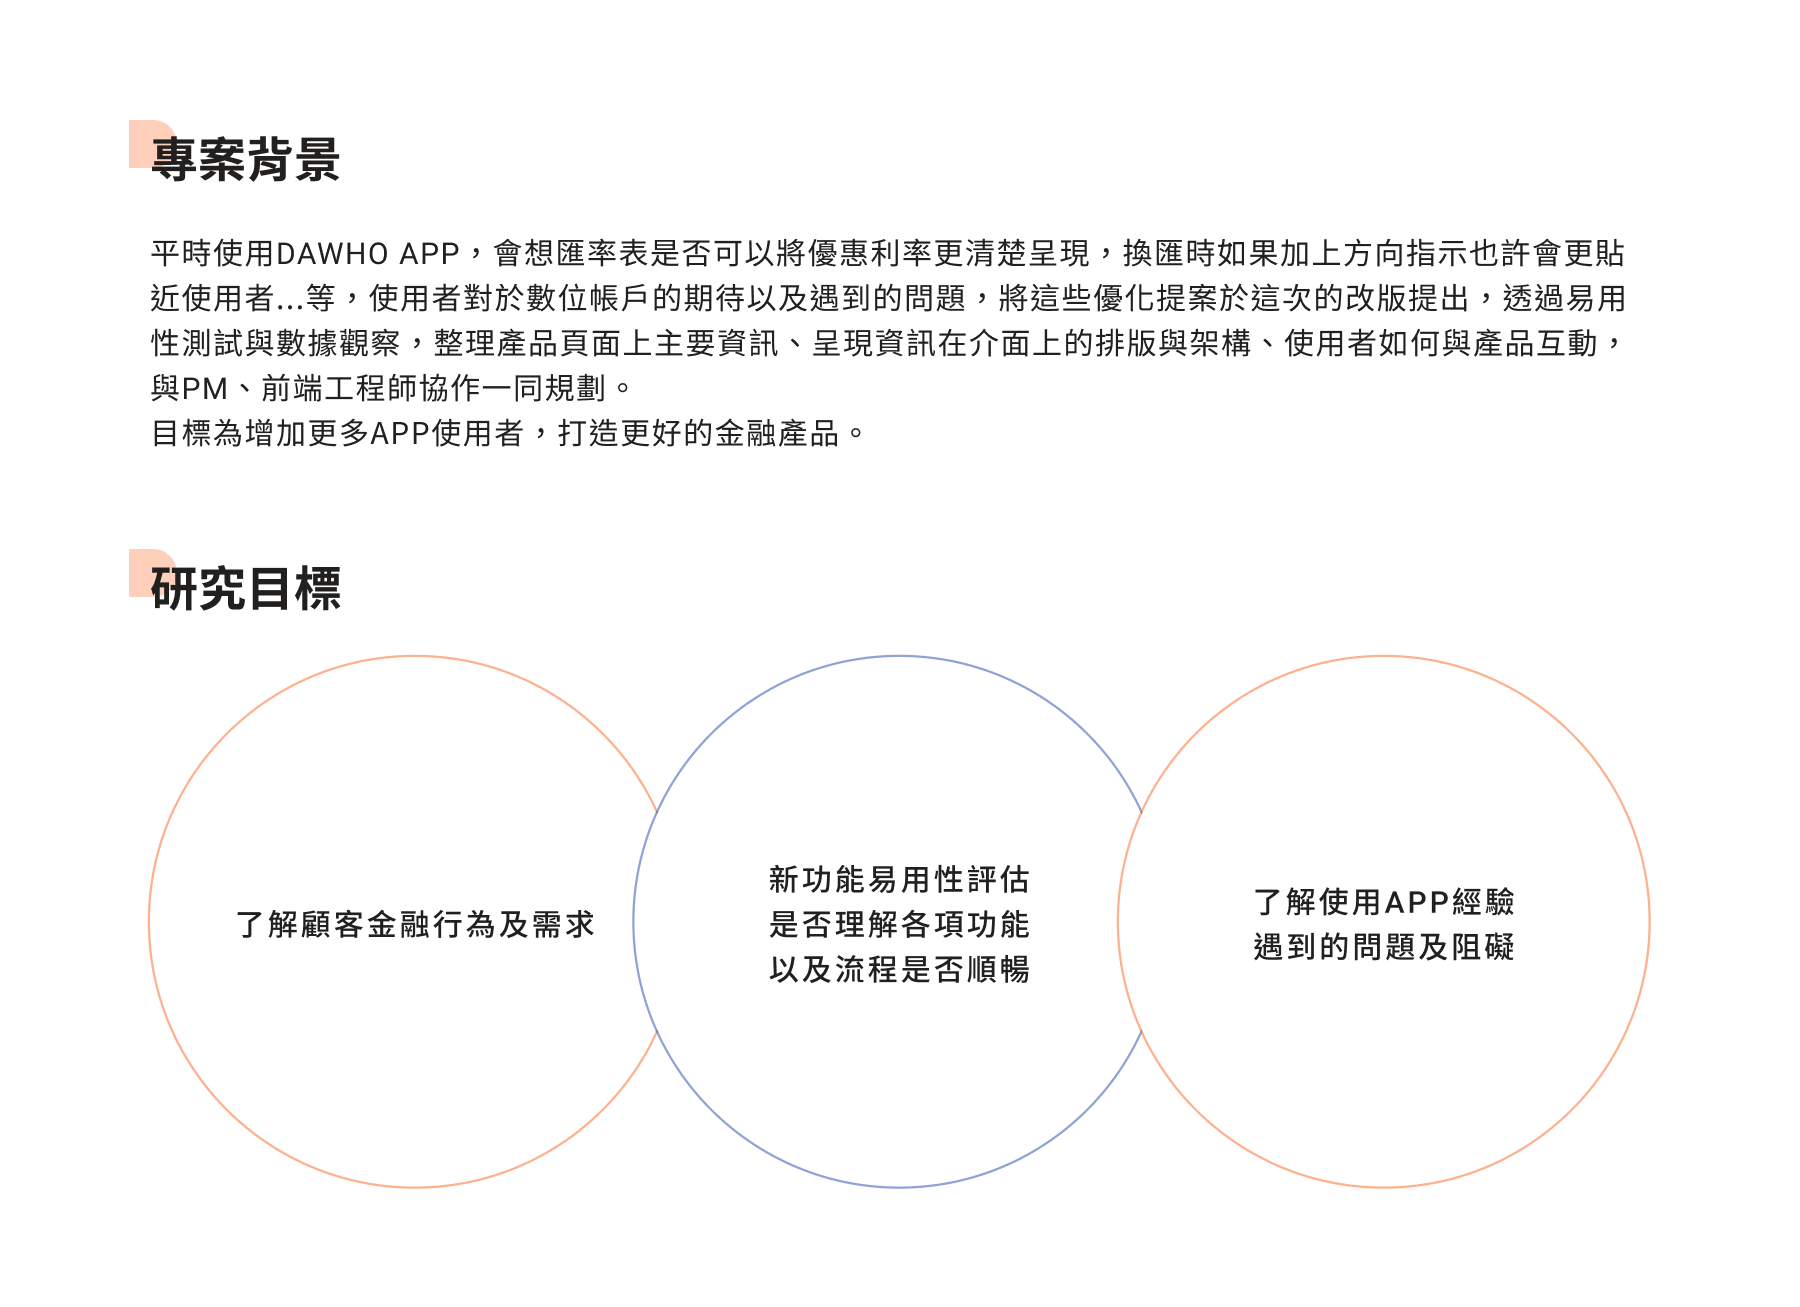 專案背景
平時使用DAWHO APP，會想匯率表是否可以將優惠利率更清楚呈現，換匯時如果加上方向指示也許會更貼
近使用者...等，使用者對於數位帳戶的期待以及遇到的問題，將這些優化提案於這次的改版提出，透過易用
性測試與數據觀察，整理產品頁面上主要資訊、呈現資訊在介面上的排版與架構、使用者如何與產品互動，
與PM、前端工程師協作一同規劃。
目標為增加更多APP使用者，打造更好的金融產品。
研究目標
了解顧客金融行為及需求
新功能易用性評估
是否理解各項功能
以及流程是否順暢
了解使用APP經驗
遇到的問題及阻礙